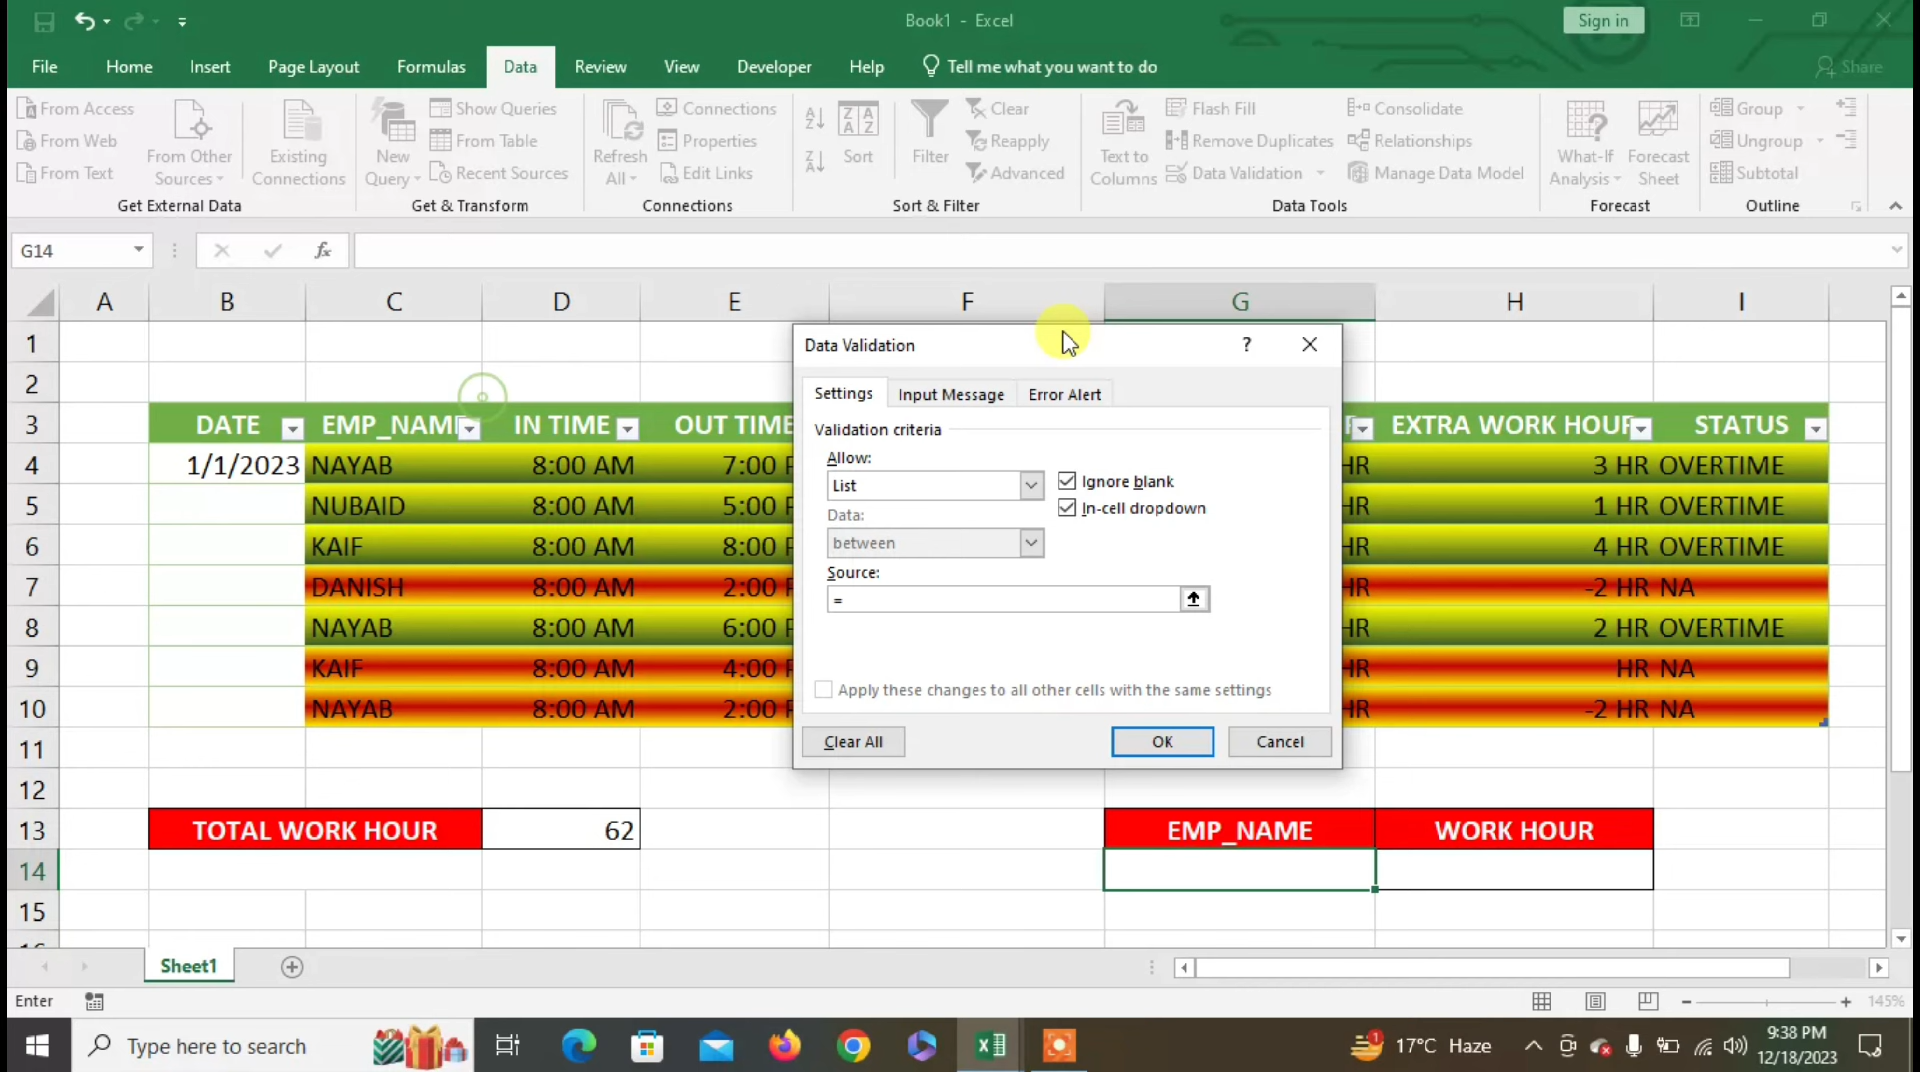 Book1 - Excel
Sign in
File Home Insert Page Layout Formulas Data Review View Developer Help Tell me what you want to do Share
From Access
From Web
From Text
From Other Sources
Existing Connections
Get External Data
New Query
Show Queries
From Table
Recent Sources
Get & Transform
Refresh All
Connections
Properties
Edit Links
Connections
Sort
Filter
Clear
Reapply
Advanced
Sort & Filter
Text to Columns
Flash Fill
Remove Duplicates
Data Validation
Consolidate
Relationships
Manage Data Model
Data Tools
What-If Analysis
Forecast Sheet
Forecast
Group
Ungroup
Subtotal
Outline
G14 fx
A B C D E F G H I
1
2
3 DATE EMP_NAME IN TIME OUT TIME EXTRA WORK HOUR STATUS
4 1/1/2023 NAYAB 8:00 AM 7:00 HR 3 HR OVERTIME
5 NUBAID 8:00 AM 5:00 HR 1 HR OVERTIME
6 KAIF 8:00 AM 8:00 HR 4 HR OVERTIME
7 DANISH 8:00 AM 2:00 HR -2 HR NA
8 NAYAB 8:00 AM 6:00 HR 2 HR OVERTIME
9 KAIF 8:00 AM 4:00 HR HR NA
10 NAYAB 8:00 AM 2:00 HR -2 HR NA
11
12
13 TOTAL WORK HOUR 62 EMP_NAME WORK HOUR
14
15
Data Validation ?
Settings Input Message Error Alert
Validation criteria
Allow:
List
Ignore blank
Data:
In-cell dropdown
between
Source:
=
Apply these changes to all other cells with the same settings
Clear All OK Cancel
Sheet1
Enter 145%
Type here to search
17°C Haze
9:38 PM
12/18/2023